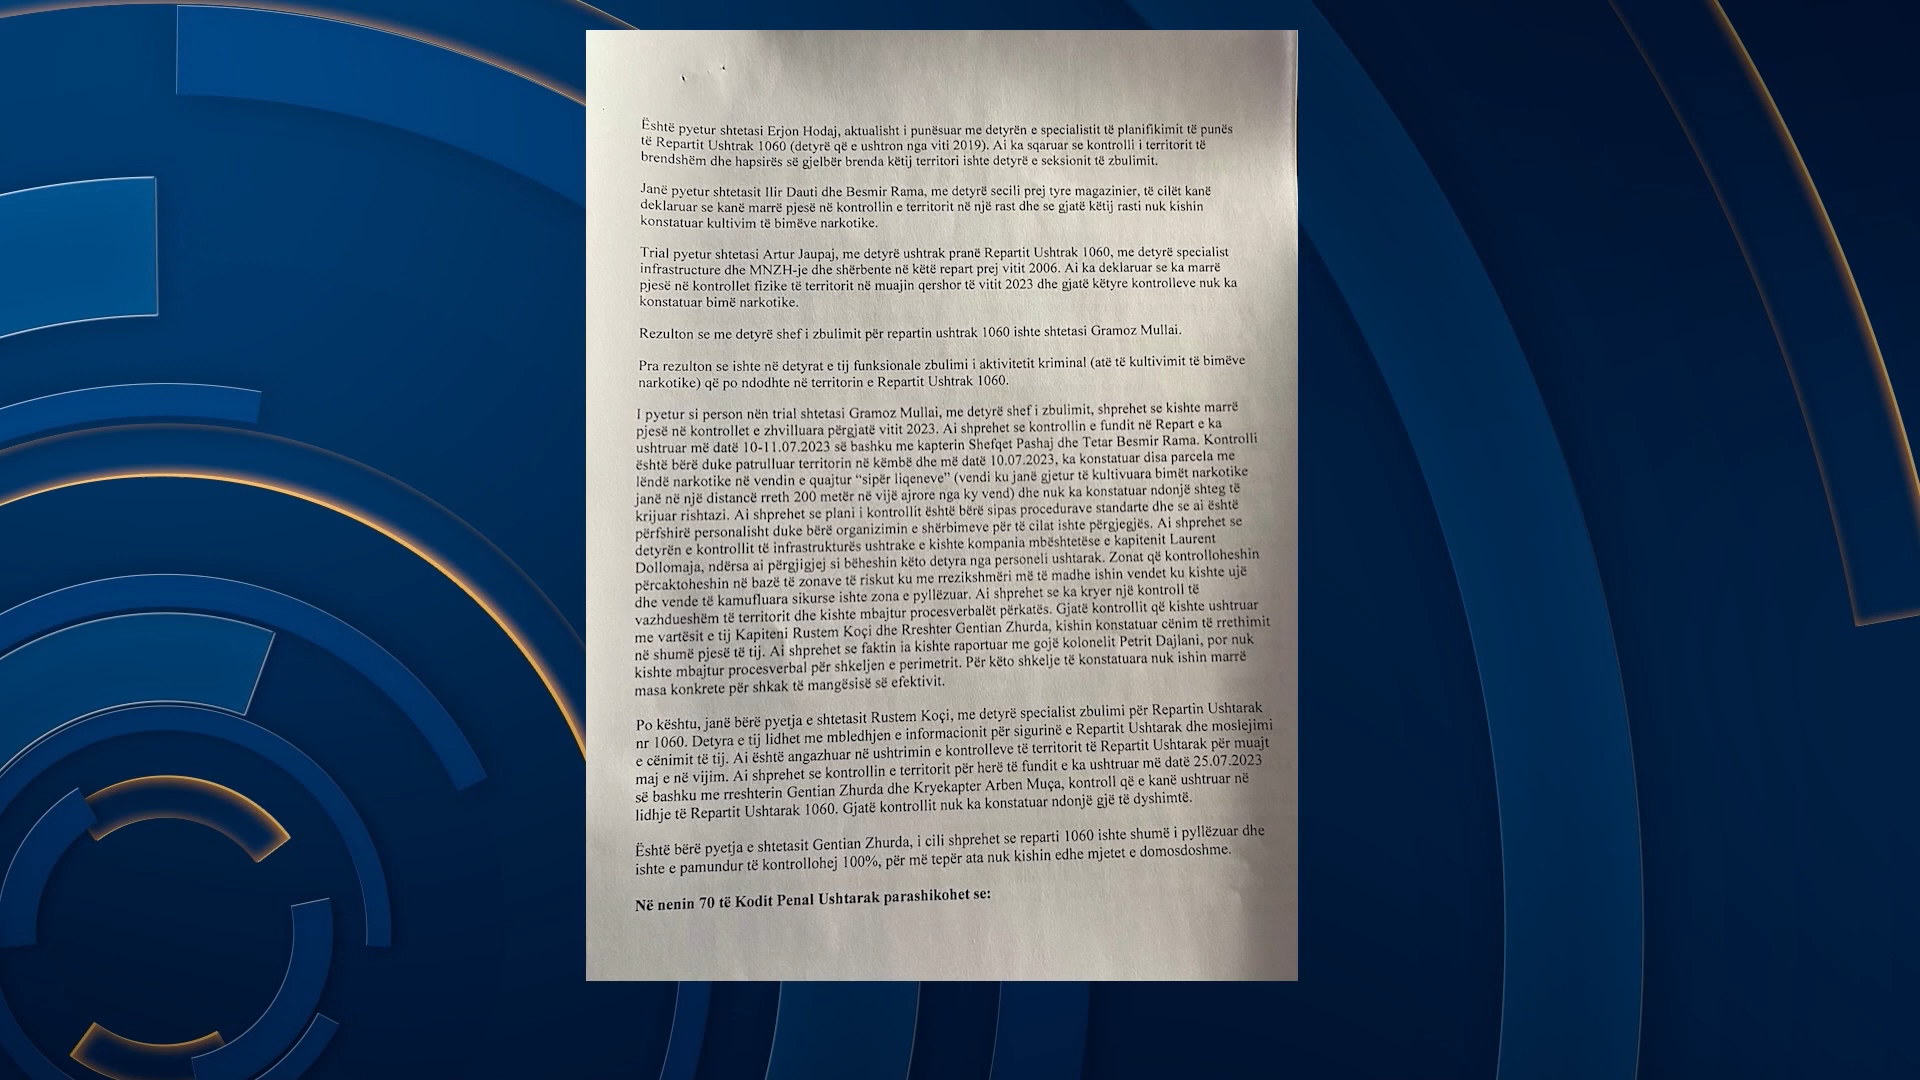 Është pyetur shtetasi Erjon Hodaj, aktualisht i punësuar me detyrën e specialistit të planifikimit të punës
të Repartit Ushtrak 1060 (detyrë që e ushtron nga viti 2019). Ai ka sqaruar se kontrolli i territorit të
brendshëm dhe hapsirës së gjelbër brenda këtij territori ishte detyrë e seksionit të zbulimit.
Janë pyetur shtetasit Ilir Dauti dhe Besmir Rama, me detyrë secili prej tyre magazinier, të cilët kanë
deklaruar se kanë marrë pjesë në kontrollin e territorit në një rast dhe se gjatë këtij rasti nuk kishin
konstatuar kultivim të bimëve narkotike.
Trial pyetur shtetasi Artur Jaupaj, me detyrë ushtrak pranë Repartit Ushtrak 1060, me detyrë specialist
infrastructure dhe MNZH-je dhe shërbente në këtë repart prej vitit 2006. Ai ka deklaruar se ka marrë
pjesë në kontrollet fizike të territorit në muajin qershor të vitit 2023 dhe gjatë këtyre kontrolleve nuk ka
konstatuar bimë narkotike.
Rezulton se me detyrë shef i zbulimit për repartin ushtrak 1060 ishte shtetasi Gramoz Mullai.
Pra rezulton se ishte në detyrat e tij funksionale zbulimi i aktivitetit kriminal (atë të kultivimit të bimëve
narkotike) që po ndodhte në territorin e Repartit Ushtrak 1060.
I pyetur si person nën trial shtetasi Gramoz Mullai, me detyrë shef i zbulimit, shprehet se kishte marrë
pjesë në kontrollet e zhvilluara përgjatë vitit 2023. Ai shprehet se kontrollin e fundit në Repart e ka
ushtruar më datë 10-11.07.2023 së bashku me kapterin Shefqet Pashaj dhe Tetar Besmir Rama. Kontrolli
është bërë duke patrulluar territorin në këmbë dhe më datë 10.07.2023, ka konstatuar disa parcela me
lëndë narkotike në vendin e quajtur “sipër liqeneve” (vendi ku janë gjetur të kultivuara bimët narkotike
janë në një distancë rreth 200 metër në vijë ajrore nga ky vend) dhe nuk ka konstatuar ndonjë shteg të
krijuar rishtazi. Ai shprehet se plani i kontrollit është bërë sipas procedurave standarte dhe se ai është
përfshirë personalisht duke bërë organizimin e shërbimeve për të cilat ishte përgjegjës. Ai shprehet se
detyrën e kontrollit të infrastrukturës ushtrake e kishte kompania mbështetëse e kapitenit Laurent
Dollomaja, ndërsa ai përgjigjej si bëheshin këto detyra nga personeli ushtarak. Zonat që kontrolloheshin
përcaktoheshin në bazë të zonave të riskut ku me rrezikshmëri më të madhe ishin vendet ku kishte ujë
dhe vende të kamufluara sikurse ishte zona e pyllëzuar. Ai shprehet se ka kryer një kontroll të
vazhdueshëm të territorit dhe kishte mbajtur procesverbalët përkatës. Gjatë kontrollit që kishte ushtruar
me vartësit e tij Kapiteni Rustem Koçi dhe Rreshter Gentian Zhurda, kishin konstatuar cënim të rrethimit
në shumë pjesë të tij. Ai shprehet se faktin ia kishte raportuar me gojë kolonelit Petrit Dajlani, por nuk
kishte mbajtur procesverbal për shkeljen e perimetrit. Për këto shkelje të konstatuara nuk ishin marrë
masa konkrete për shkak të mangësisë së efektivit.
Po kështu, janë bërë pyetja e shtetasit Rustem Koçi, me detyrë specialist zbulimi për Repartin Ushtarak
nr 1060. Detyra e tij lidhet me mbledhjen e informacionit për sigurinë e Repartit Ushtarak dhe moslejimi
e cënimit të tij. Ai është angazhuar në ushtrimin e kontrolleve të territorit të Repartit Ushtarak për muajt
maj e në vijim. Ai shprehet se kontrollin e territorit për herë të fundit e ka ushtruar më datë 25.07.2023
së bashku me rreshterin Gentian Zhurda dhe Kryekapter Arben Muça, kontroll që e kanë ushtruar në
lidhje të Repartit Ushtarak 1060. Gjatë kontrollit nuk ka konstatuar ndonjë gjë të dyshimtë.
Është bërë pyetja e shtetasit Gentian Zhurda, i cili shprehet se reparti 1060 ishte shumë i pyllëzuar dhe
ishte e pamundur të kontrollohej 100%, për më tepër ata nuk kishin edhe mjetet e domosdoshme.
Në nenin 70 të Kodit Penal Ushtarak parashikohet se: